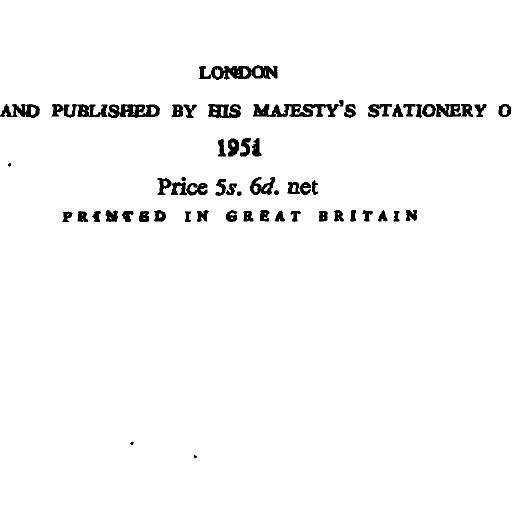 LONDON
AND PUBLISHED BY HIS MAJESTY'S STATIONERY O
1951
Price 5s. 6d. net
PRINTED IN GREAT BRITAIN